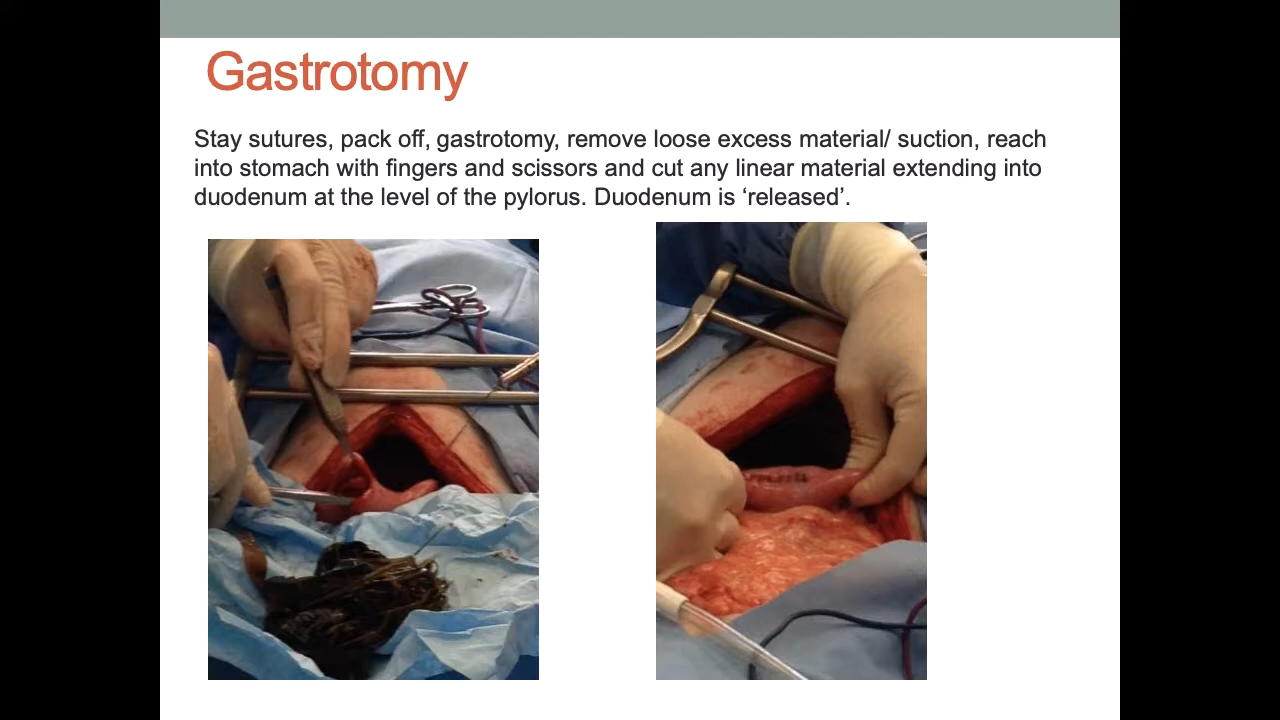 Gastrotomy
Stay sutures, pack off, gastrotomy, remove loose excess material/ suction, reach
into stomach with fingers and scissors and cut any linear material extending into
duodenum at the level of the pylorus. Duodenum is ‘released’.